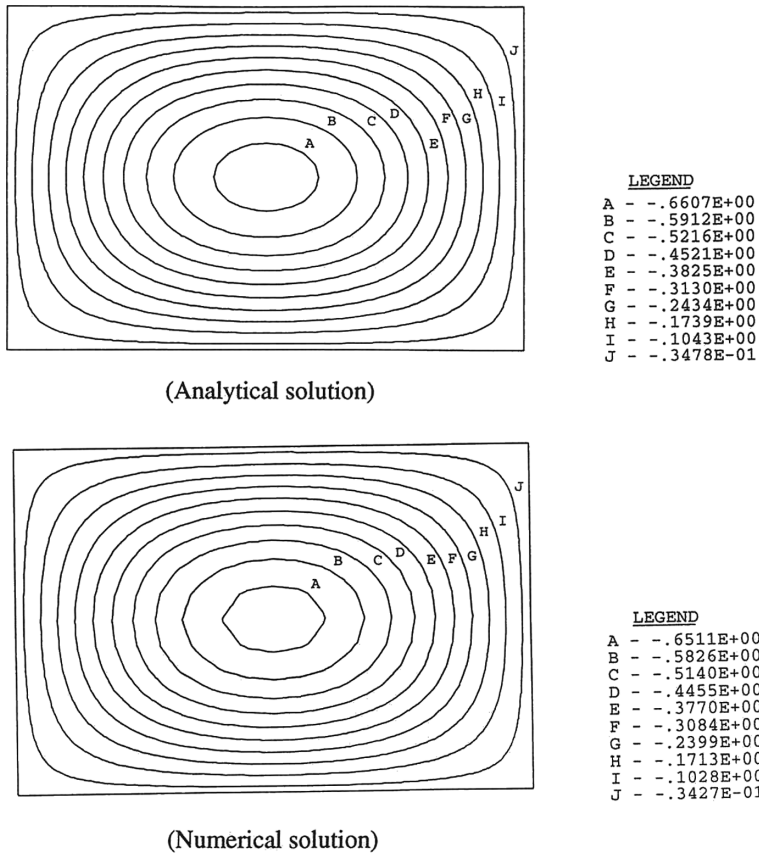 J
H
I
B
C
D
F
G
A
E
LEGEND
A - -.6607E+00
B - -.5912E+00
C - -.5216E+00
D - -.4521E+00
E - -.3825E+00
F - -.3130E+00
G - -.2434E+00
H - -.1739E+00
I - -.1043E+00
J - -.3478E-01
(Analytical solution)
J
I
H
B
C
D
E
F
G
A
LEGEND
A - -.6511E+00
B - -.5826E+00
C - -.5140E+00
D - -.4455E+00
E - -.3770E+00
F - -.3084E+00
G - -.2399E+00
H - -.1713E+00
I - -.1028E+00
J - -.3427E-01
(Numerical solution)